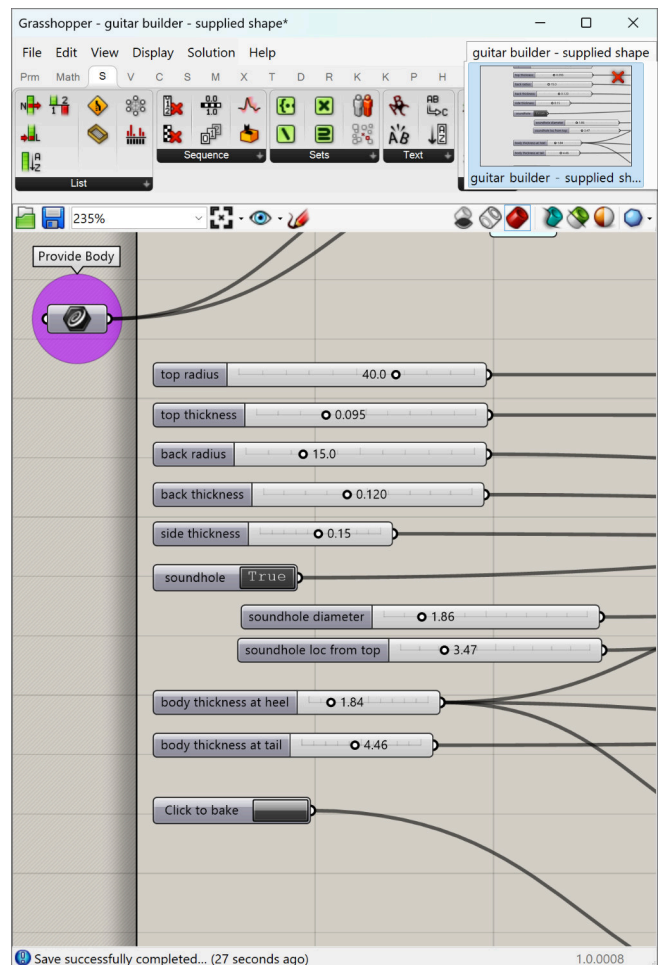 Grasshopper - guitar builder - supplied shape*
File Edit View Display Solution Help
guitar builder - supplied shape
Prm Math S V C S M X T D R K K P H
List
Sequence
Sets
Text
guitar builder - supplied sh...
235%
Provide Body
top radius 40.0
top thickness 0.095
back radius 15.0
back thickness 0.120
side thickness 0.15
soundhole True
soundhole diameter 1.86
soundhole loc from top 3.47
body thickness at heel 1.84
body thickness at tail 4.46
Click to bake
Save successfully completed... (27 seconds ago)
1.0.0008